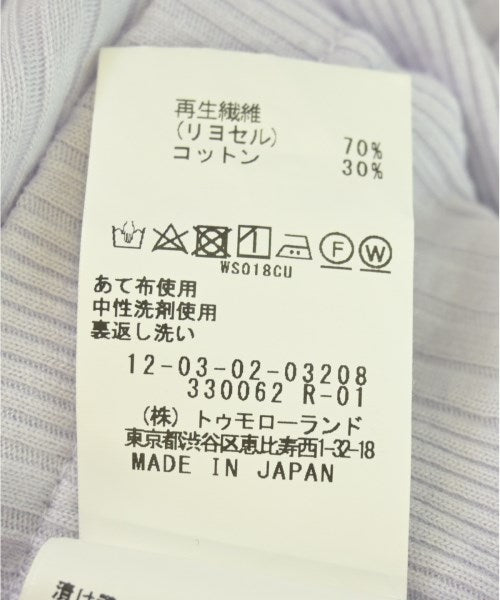 再生繊維
(リヨセル) 70%
コットン 30%
F W
WS018CU
あて布使用
中性洗剤使用
裏返し洗い
12-03-02-03208
330062 R-01
(株) トゥモローランド
東京都渋谷区恵比寿西1-32-18
MADE IN JAPAN
漬け